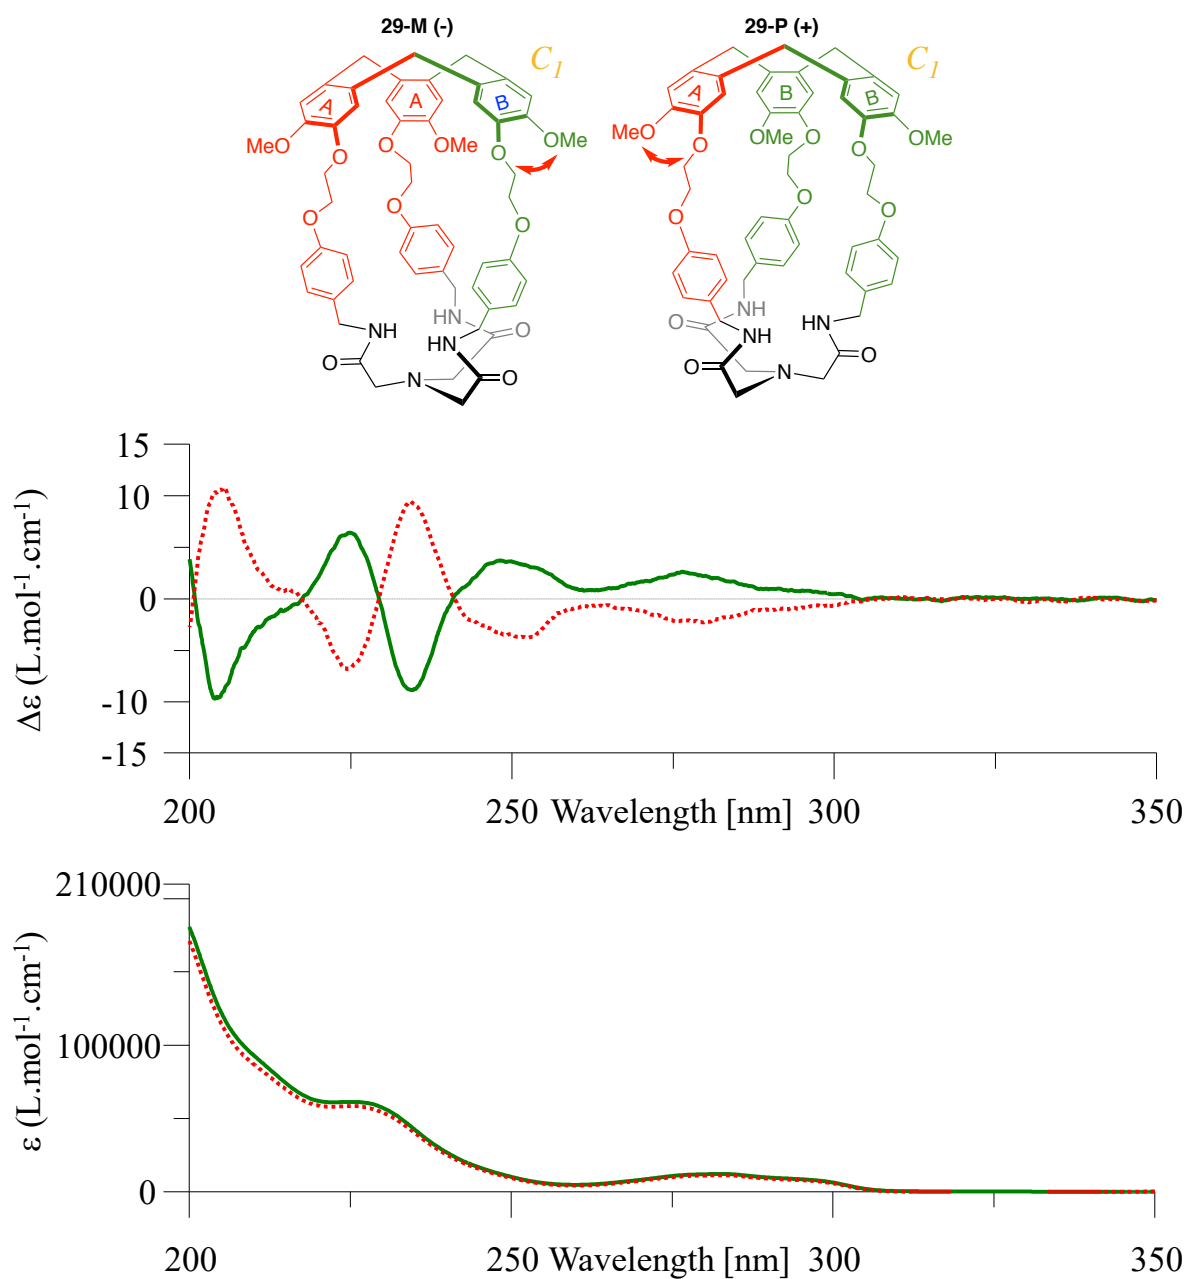 29-M (-) 29-P (+)
C1 C1
A A B A B B
MeO O OMe O OMe MeO O OMe O O OMe
O O O O O O
HN NH HN NH HN NH
O O O O O O
N N
Δε (L.mol-1.cm-1)
15
10
0
-10
-15
200 250 Wavelength [nm] 300 350
ε (L.mol-1.cm-1)
210000
100000
0
200 250 Wavelength [nm] 300 350